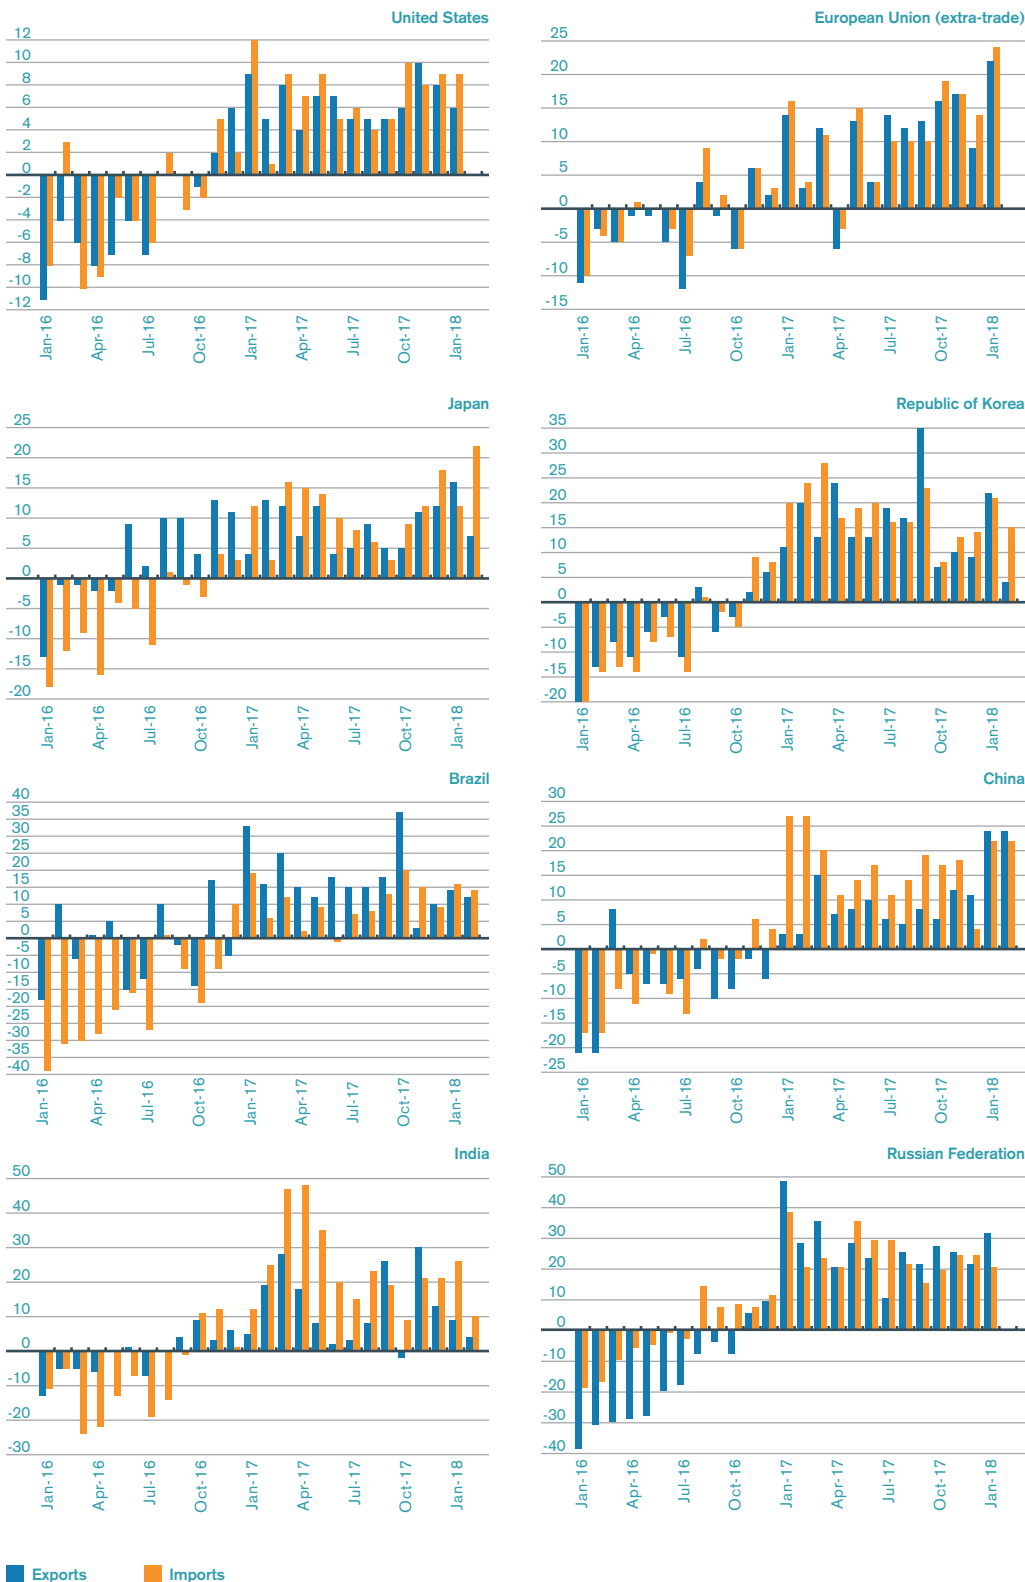 United States
12
10
8
6
4
2
0
-2
-4
-6
-8
-10
-12
Jan-16
Apr-16
Jul-16
Oct-16
Jan-17
Apr-17
Jul-17
Oct-17
Jan-18
European Union (extra-trade)
25
20
15
10
5
0
-5
-10
-15
Jan-16
Apr-16
Jul-16
Oct-16
Jan-17
Apr-17
Jul-17
Oct-17
Jan-18
Japan
25
20
15
10
5
0
-5
-10
-15
-20
Jan-16
Apr-16
Jul-16
Oct-16
Jan-17
Apr-17
Jul-17
Oct-17
Jan-18
Republic of Korea
35
30
25
20
15
10
5
0
-5
-10
-15
-20
Jan-16
Apr-16
Jul-16
Oct-16
Jan-17
Apr-17
Jul-17
Oct-17
Jan-18
Brazil
40
35
30
25
20
15
10
5
0
-5
-10
-15
-20
-25
-30
-35
-40
Jan-16
Apr-16
Jul-16
Oct-16
Jan-17
Apr-17
Jul-17
Oct-17
Jan-18
China
30
25
20
15
10
5
0
-5
-10
-15
-20
-25
Jan-16
Apr-16
Jul-16
Oct-16
Jan-17
Apr-17
Jul-17
Oct-17
Jan-18
India
50
40
30
20
10
0
-10
-20
-30
Jan-16
Apr-16
Jul-16
Oct-16
Jan-17
Apr-17
Jul-17
Oct-17
Jan-18
Russian Federation
50
40
30
20
10
0
-10
-20
-30
-40
Jan-16
Apr-16
Jul-16
Oct-16
Jan-17
Apr-17
Jul-17
Oct-17
Jan-18
Exports
Imports